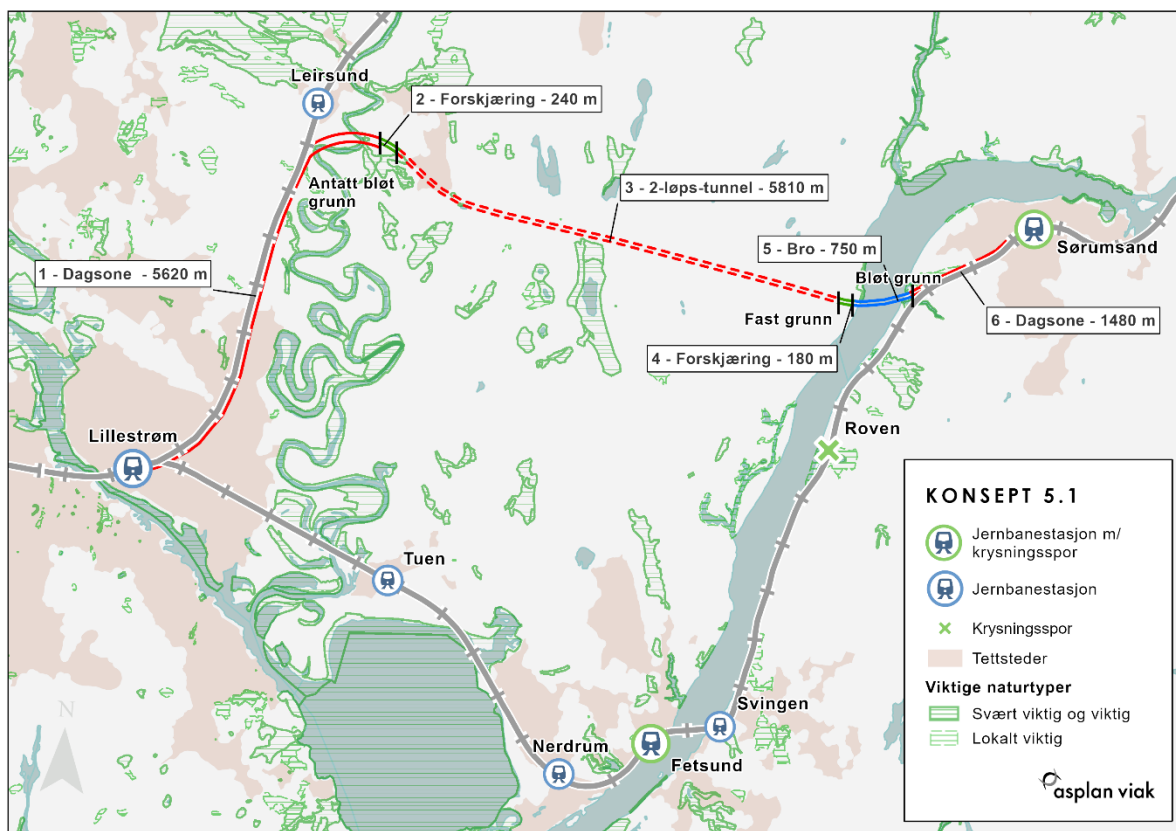 Leirsund
2 - Forskjæring - 240 m
Antatt bløt
grunn
3 - 2-løps-tunnel - 5810 m
5 - Bro - 750 m
Sørumsand
Bløt grunn
1 - Dagsone - 5620 m
Fast grunn
6 - Dagsone - 1480 m
4 - Forskjæring - 180 m
Lillestrøm
Roven
Tuen
Svingen
Nerdrum
Fetsund
N
KONSEPT 5.1
Jernbanestasjon m/
krysningsspor
Jernbanestasjon
Krysningsspor
Tettsteder
Viktige naturtyper
Svært viktig og viktig
Lokalt viktig
asplan viak